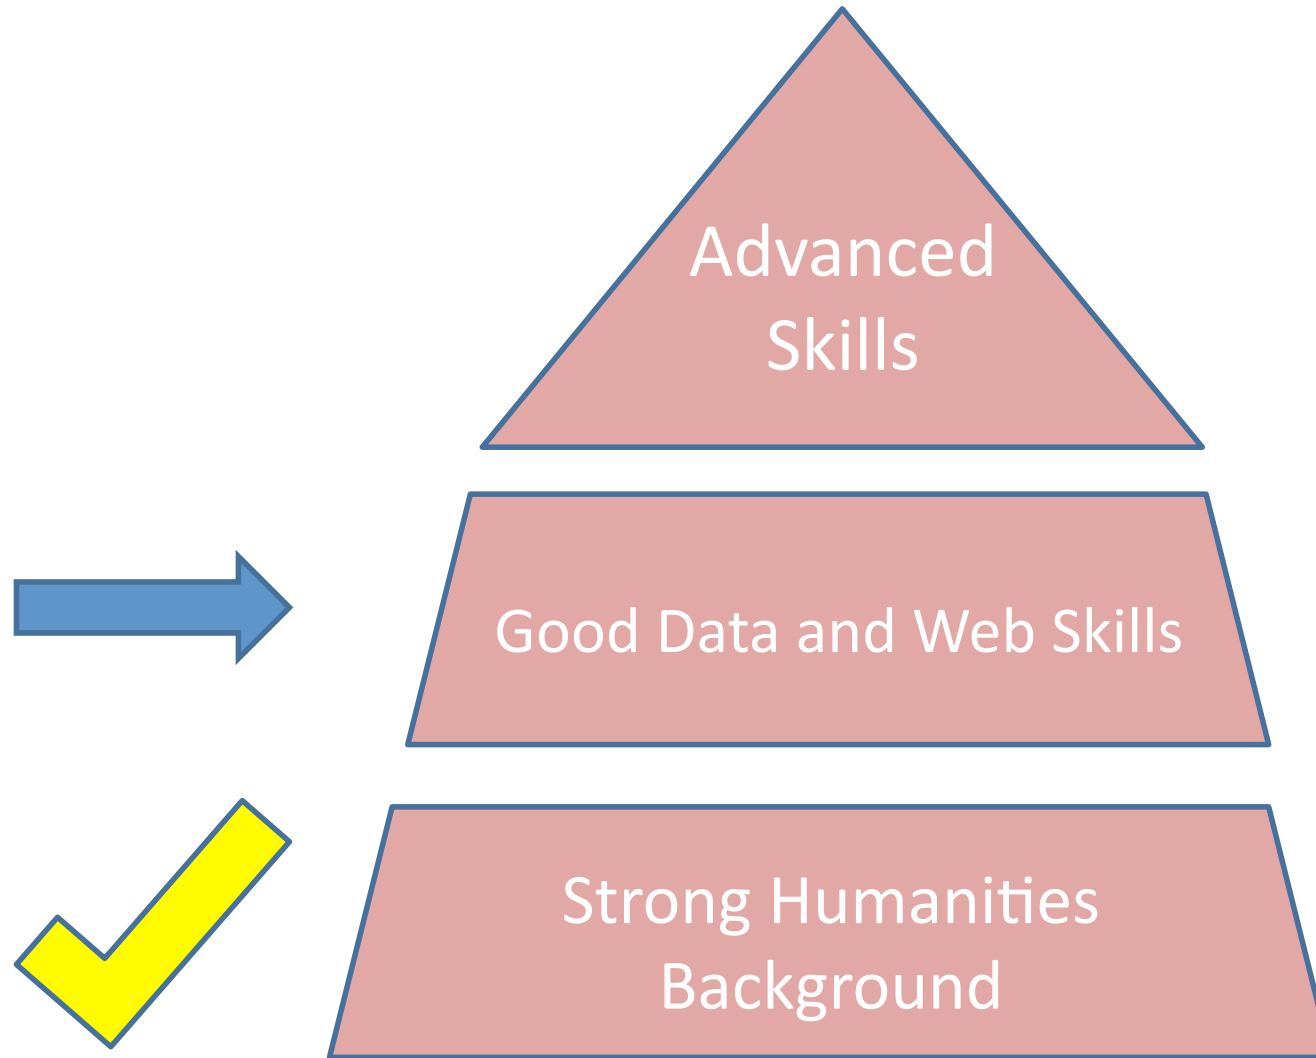 Advanced
Skills
Good Data and Web Skills
Strong Humanities
Background